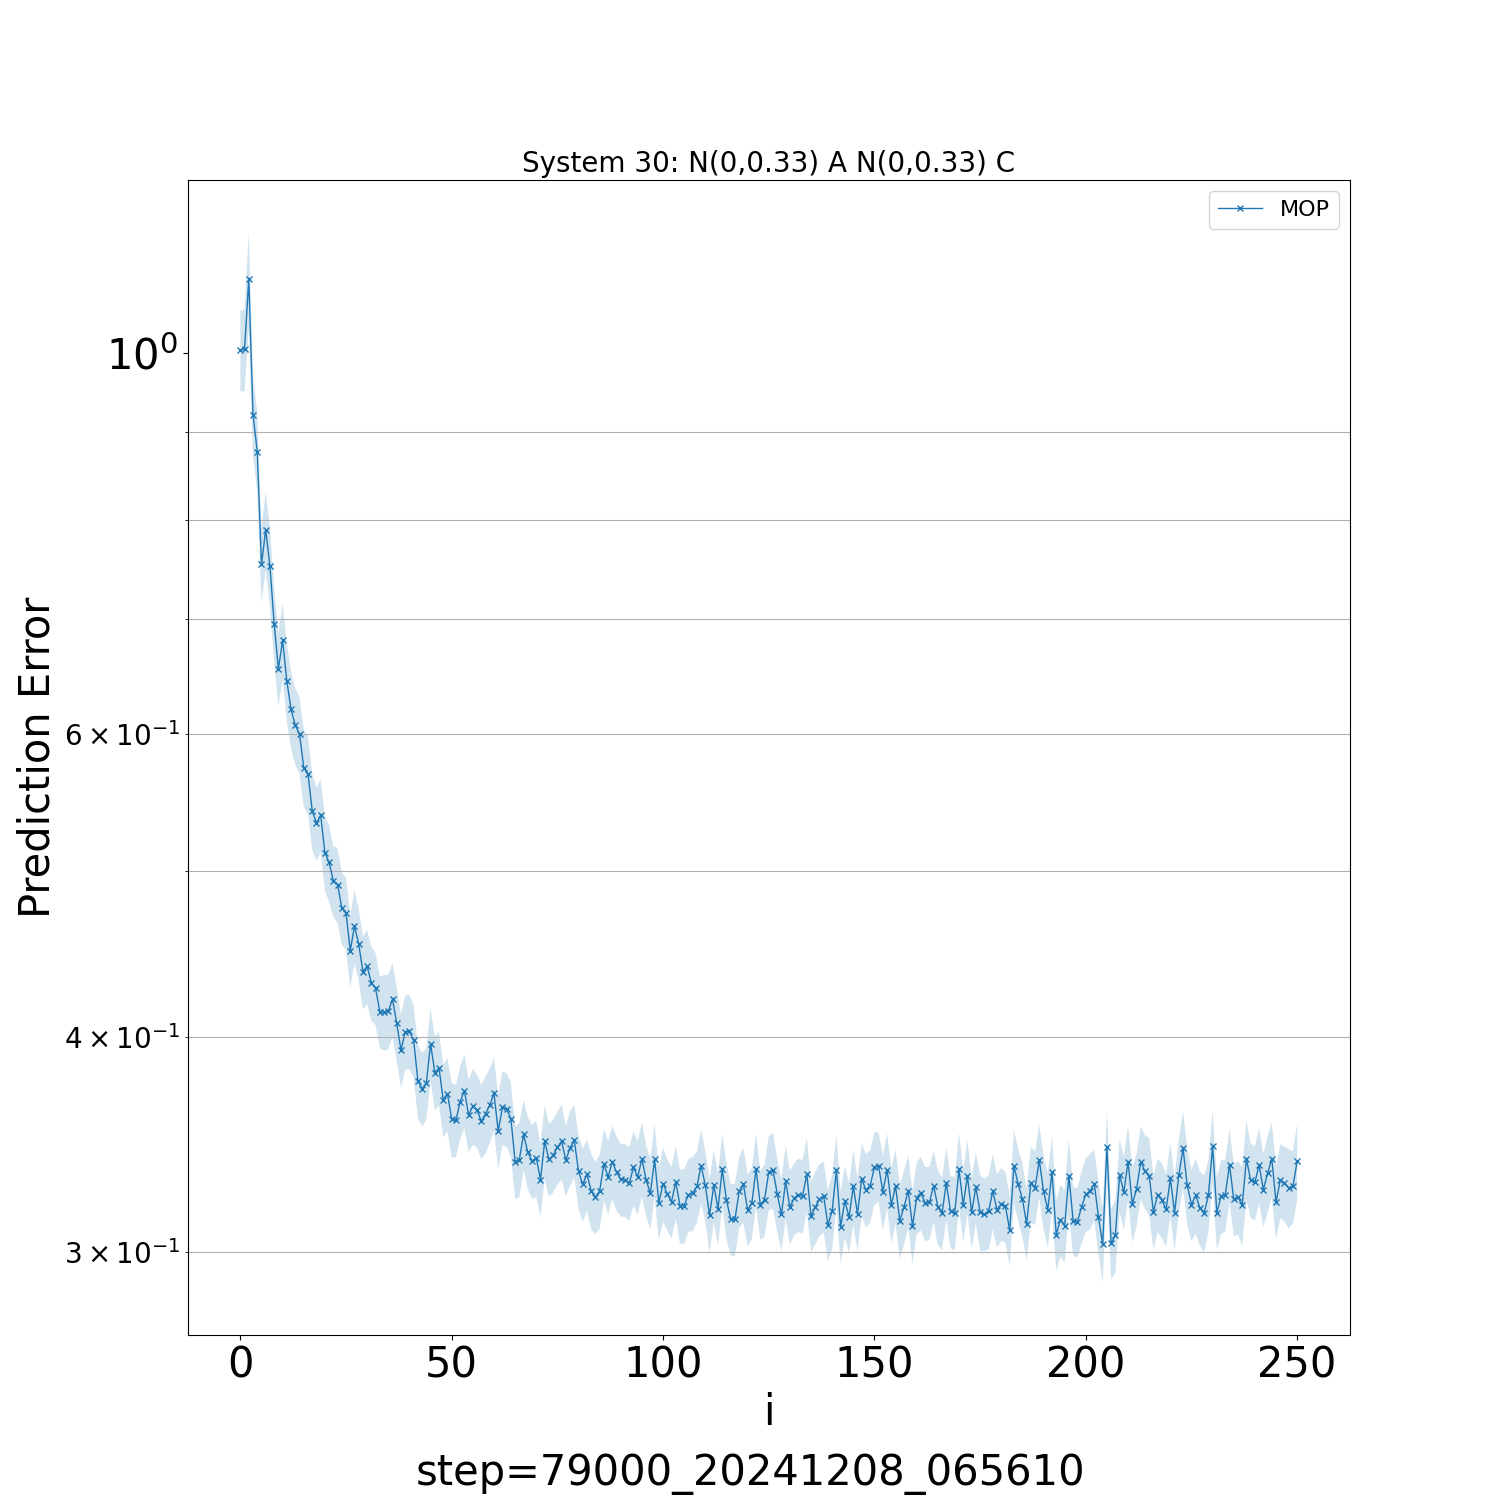 System 30: N(0,0.33) A N(0,0.33) C
MOP
Prediction Error
10⁰
6 × 10⁻¹
4 × 10⁻¹
3 × 10⁻¹
0 50 100 150 200 250
i
step=79000_20241208_065610